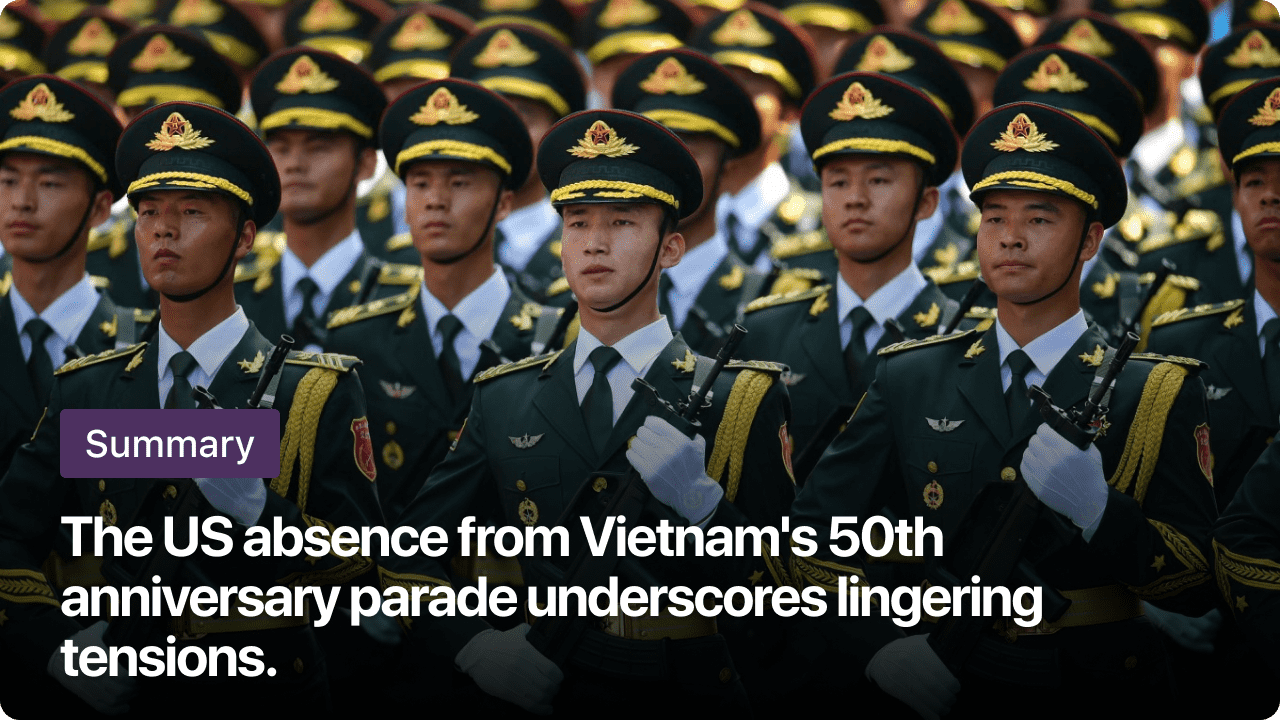 Summary
The US absence from Vietnam's 50th
anniversary parade underscores lingering
tensions.